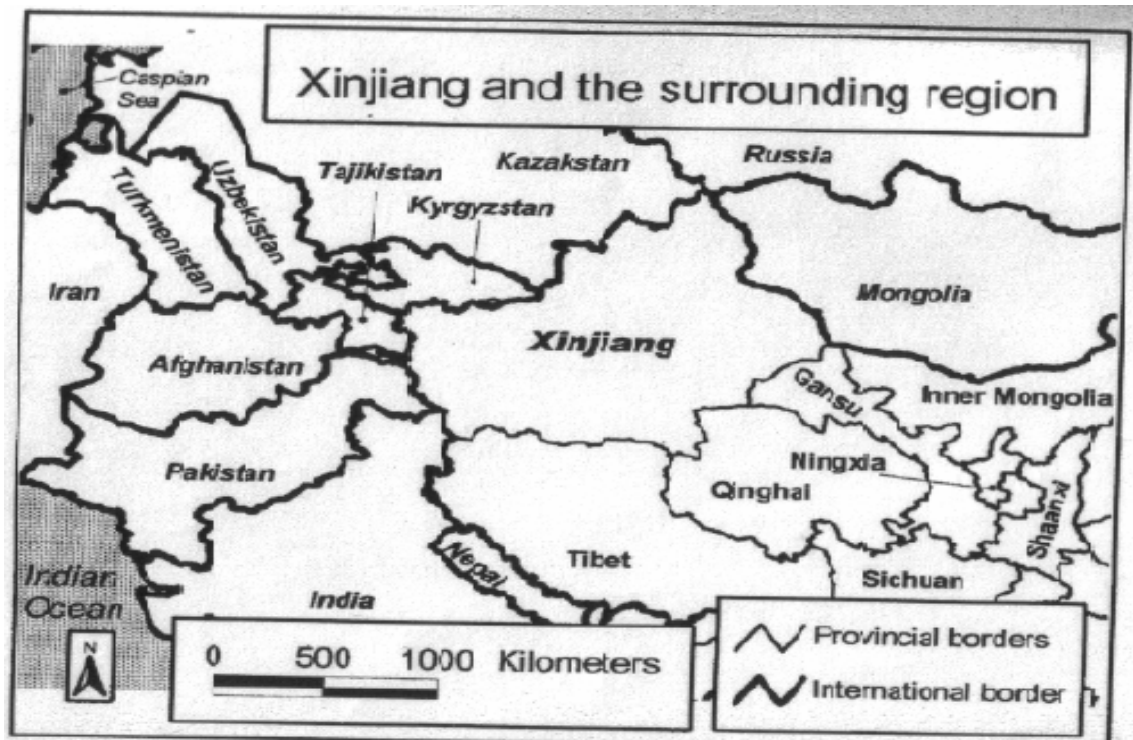 Xinjiang and the surrounding region
Caspian
Sea
Tajikistan
Kazakstan
Russia
Uzbekistan
Kyrgyzstan
Turkmenistan
Iran
Mongolia
Xinjiang
Afghanistan
Gansu
Inner Mongolia
Pakistan
Ningxia
Qinghai
Shaanxi
Nepal
Tibet
Sichuan
Indian
Ocean
India
N
0 500 1000 Kilometers
Provincial borders
International border